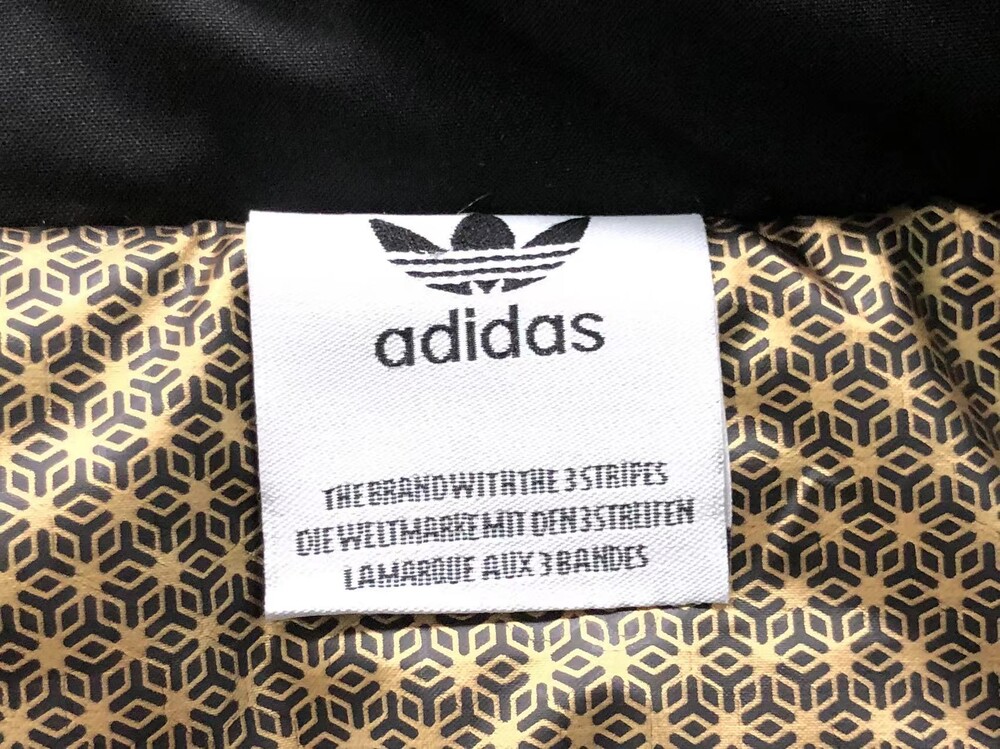 adidas
THE BRAND WITH THE 3 STRIPES
DIE WELTMARKE MIT DEN 3 STREIFEN
LA MARQUE AUX 3 BANDES